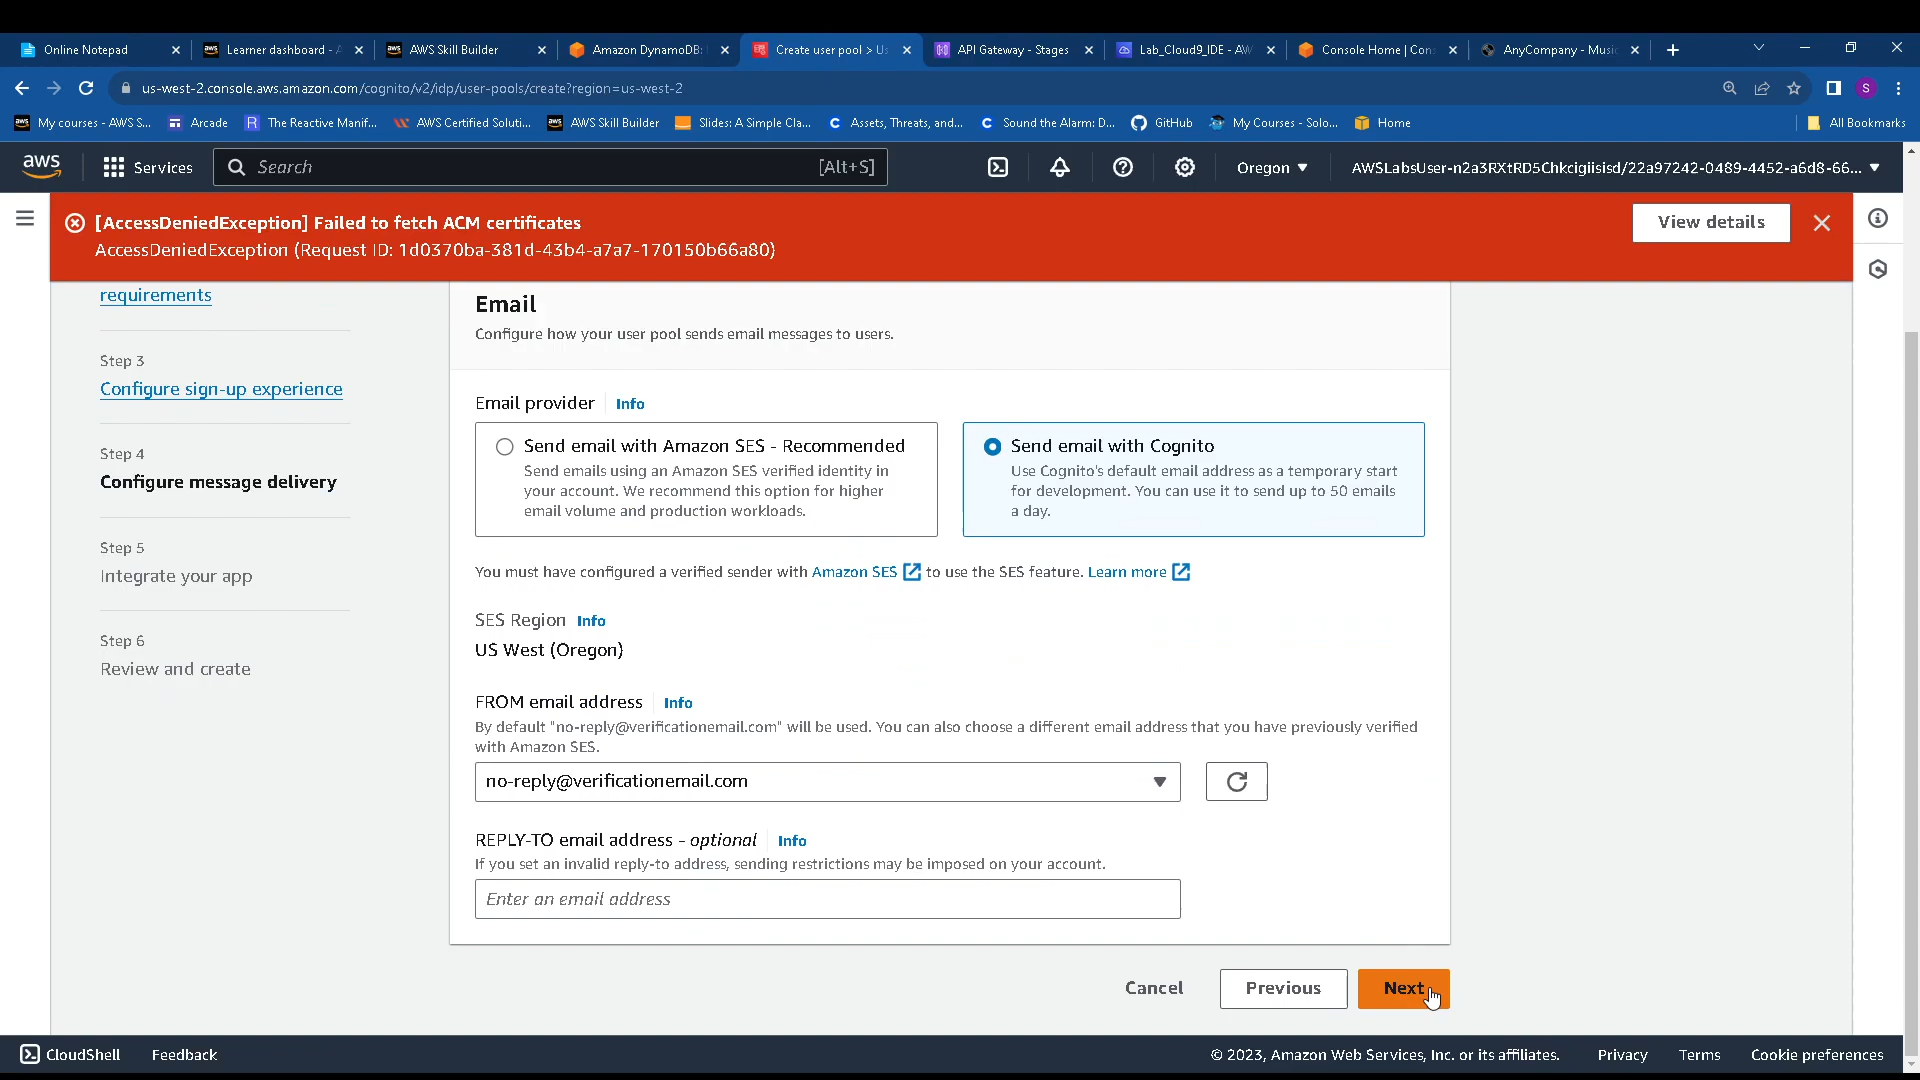 Online Notepad
Learner dashboard - A
AWS Skill Builder
Amazon DynamoDB:
Create user pool > Us
API Gateway - Stages
Lab_Cloud9_IDE - AW
Console Home | Con
AnyCompany - Music
us-west-2.console.aws.amazon.com/cognito/v2/idp/user-pools/create?region=us-west-2
S
My courses - AWS S...
Arcade
The Reactive Manif...
AWS Certified Soluti...
AWS Skill Builder
Slides: A Simple Cla...
Assets, Threats, and...
Sound the Alarm: D...
GitHub
My Courses - Solo...
Home
All Bookmarks
aws
Services
Search
[Alt+S]
Oregon
AWSLabsUser-n2a3RXtRD5Chkcigiisisd/22a97242-0489-4452-a6d8-66...
[AccessDeniedException] Failed to fetch ACM certificates
AccessDeniedException (Request ID: 1d0370ba-381d-43b4-a7a7-170150b66a80)
View details
requirements
Step 3
Configure sign-up experience
Step 4
Configure message delivery
Step 5
Integrate your app
Step 6
Review and create
Email
Configure how your user pool sends email messages to users.
Email provider Info
Send email with Amazon SES - Recommended
Send emails using an Amazon SES verified identity in
your account. We recommend this option for higher
email volume and production workloads.
Send email with Cognito
Use Cognito's default email address as a temporary start
for development. You can use it to send up to 50 emails
a day.
You must have configured a verified sender with Amazon SES to use the SES feature. Learn more
SES Region Info
US West (Oregon)
FROM email address Info
By default "no-reply@verificationemail.com" will be used. You can also choose a different email address that you have previously verified
with Amazon SES.
no-reply@verificationemail.com
REPLY-TO email address - optional Info
If you set an invalid reply-to address, sending restrictions may be imposed on your account.
Enter an email address
Cancel
Previous
Next
CloudShell
Feedback
© 2023, Amazon Web Services, Inc. or its affiliates.
Privacy
Terms
Cookie preferences